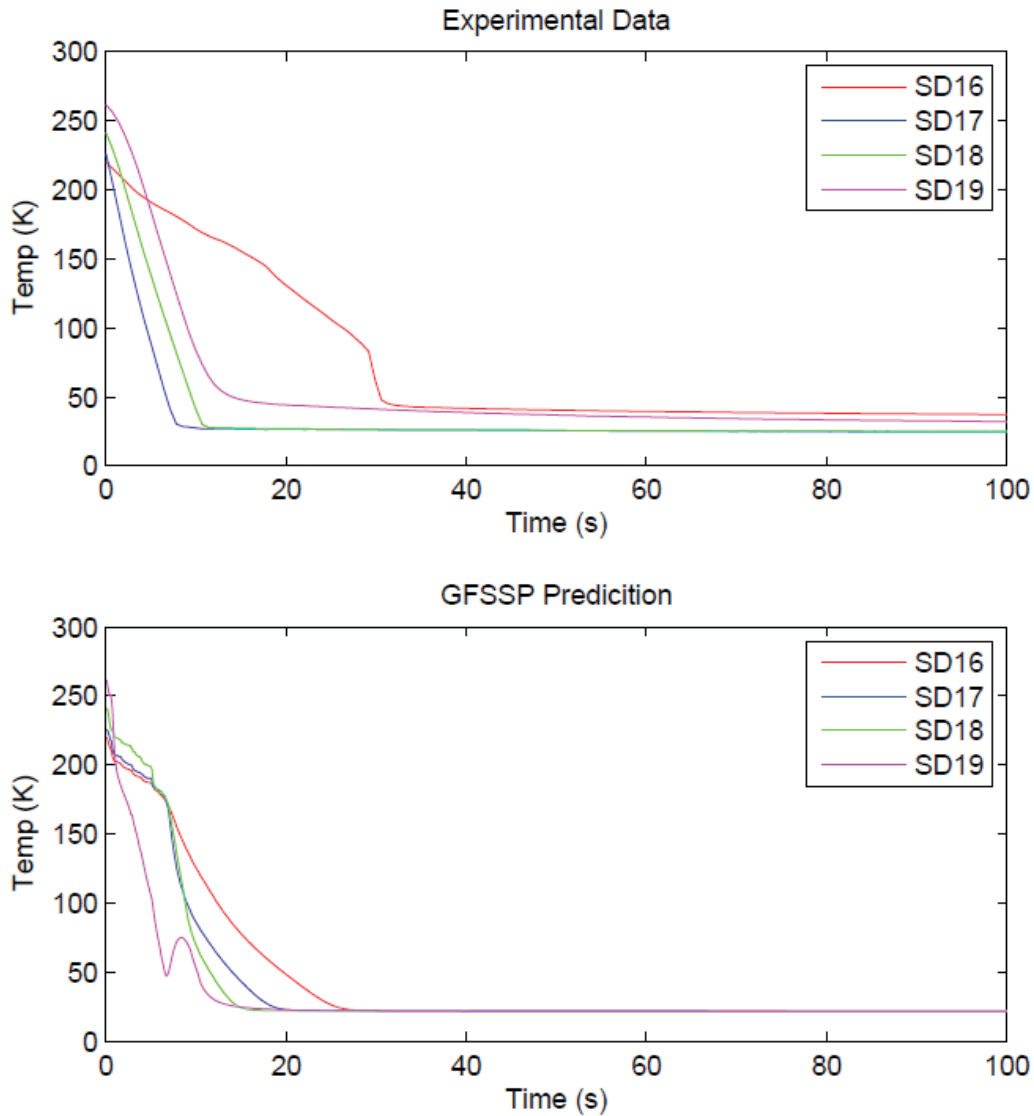 Experimental Data
300
250
200
150
100
50
0
Temp (K)
SD16
SD17
SD18
SD19
0 20 40 60 80 100
Time (s)
GFSSP Predicition
300
250
200
150
100
50
0
Temp (K)
SD16
SD17
SD18
SD19
0 20 40 60 80 100
Time (s)